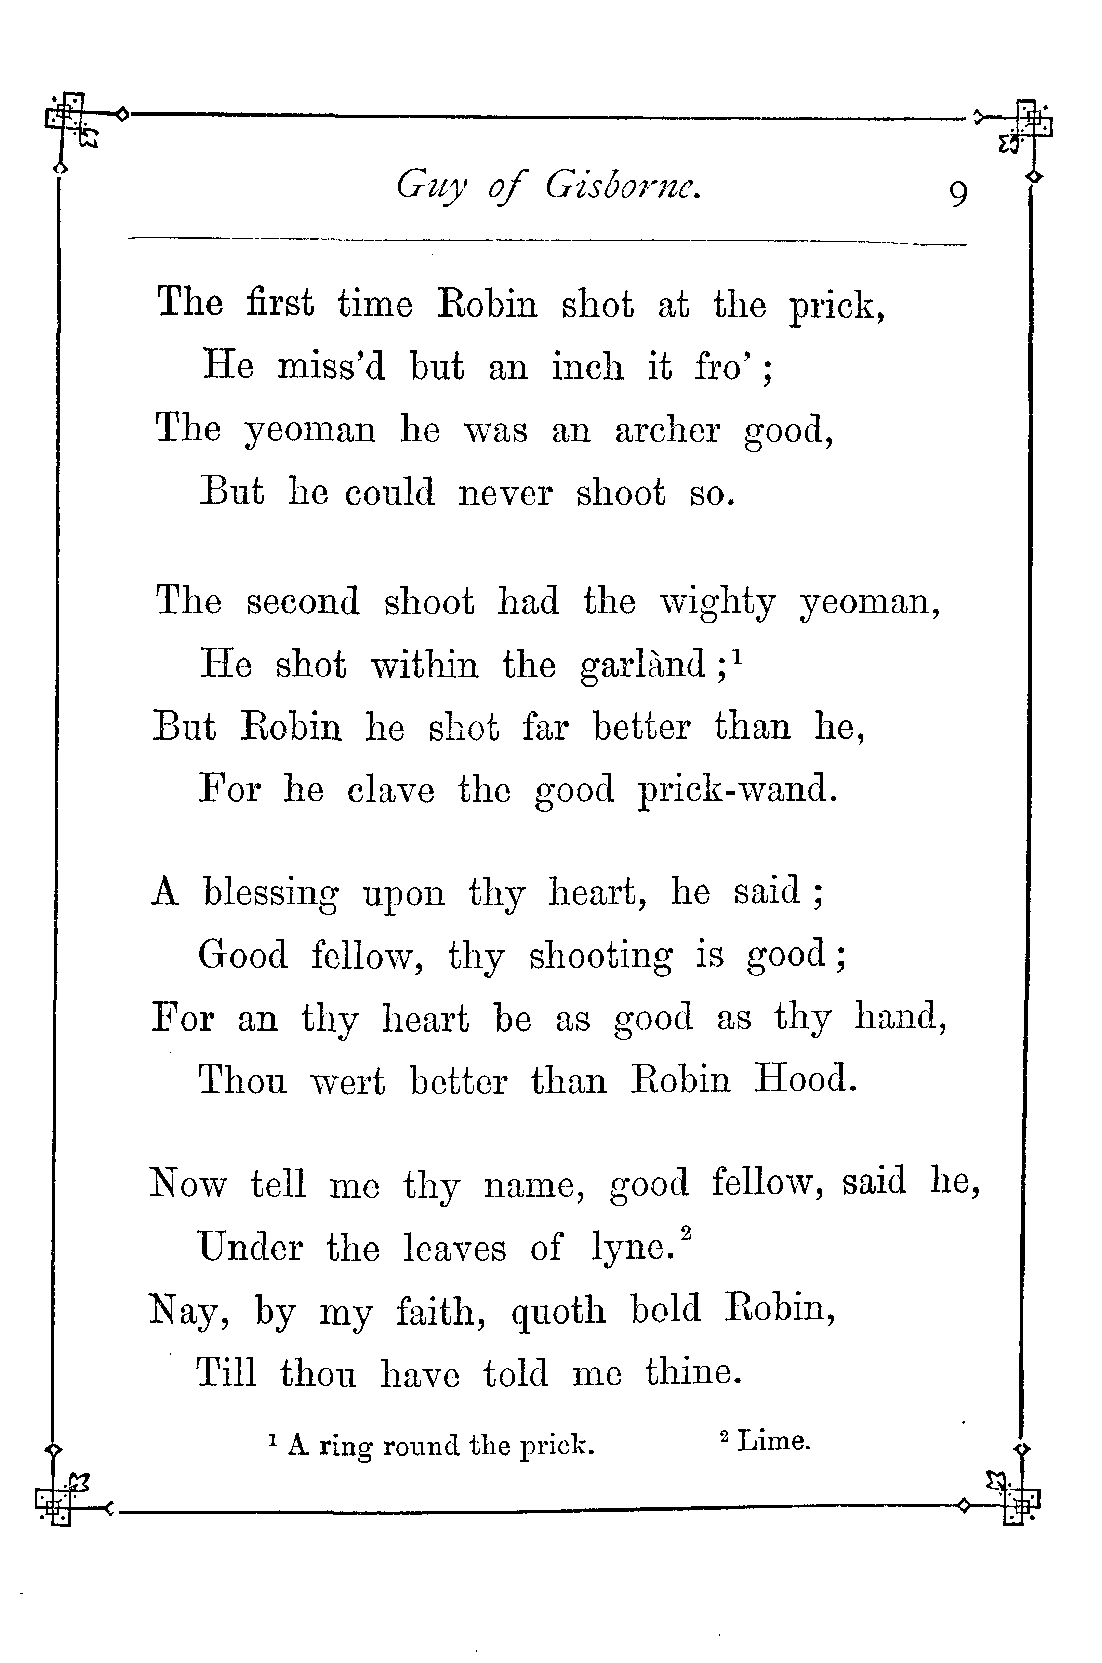 Guy of Gisborne. 9
The first time Robin shot at the prick,
He miss'd but an inch it fro' ;
The yeoman he was an archer good,
But he could never shoot so.
The second shoot had the wighty yeoman,
He shot within the garlànd ;¹
But Robin he shot far better than he,
For he clave the good prick-wand.
A blessing upon thy heart, he said ;
Good fellow, thy shooting is good ;
For an thy heart be as good as thy hand,
Thou wert better than Robin Hood.
Now tell me thy name, good fellow, said he,
Under the leaves of lyne.²
Nay, by my faith, quoth bold Robin,
Till thou have told me thine.
¹ A ring round the prick. ² Lime.